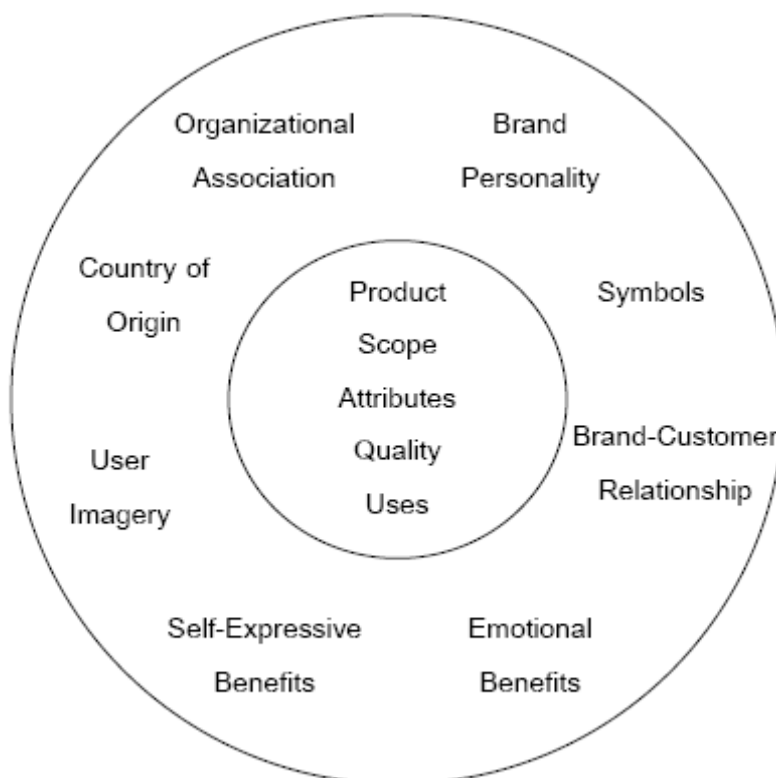 Organizational
Association
Brand
Personality
Country of
Origin
Product
Scope
Attributes
Quality
Uses
Symbols
User
Imagery
Brand-Customer
Relationship
Self-Expressive
Benefits
Emotional
Benefits